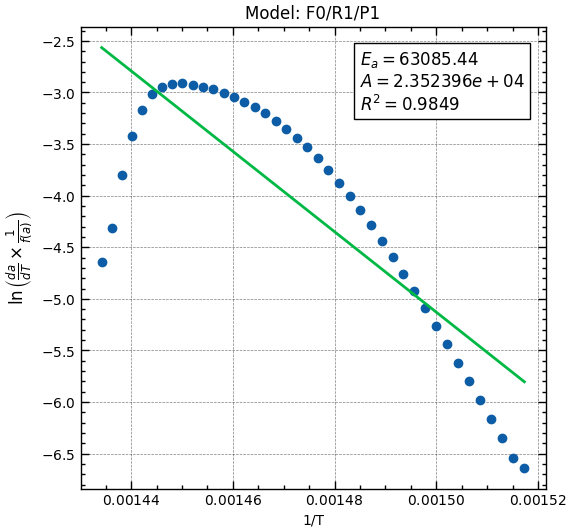 Model: F0/R1/P1
−2.5
−3.0
−3.5
−4.0
−4.5
−5.0
−5.5
−6.0
−6.5
ln(da/dT × 1/f(a))
E_a = 63085.44
A = 2.352396e + 04
R^2 = 0.9849
0.00144 0.00146 0.00148 0.00150 0.00152
1/T